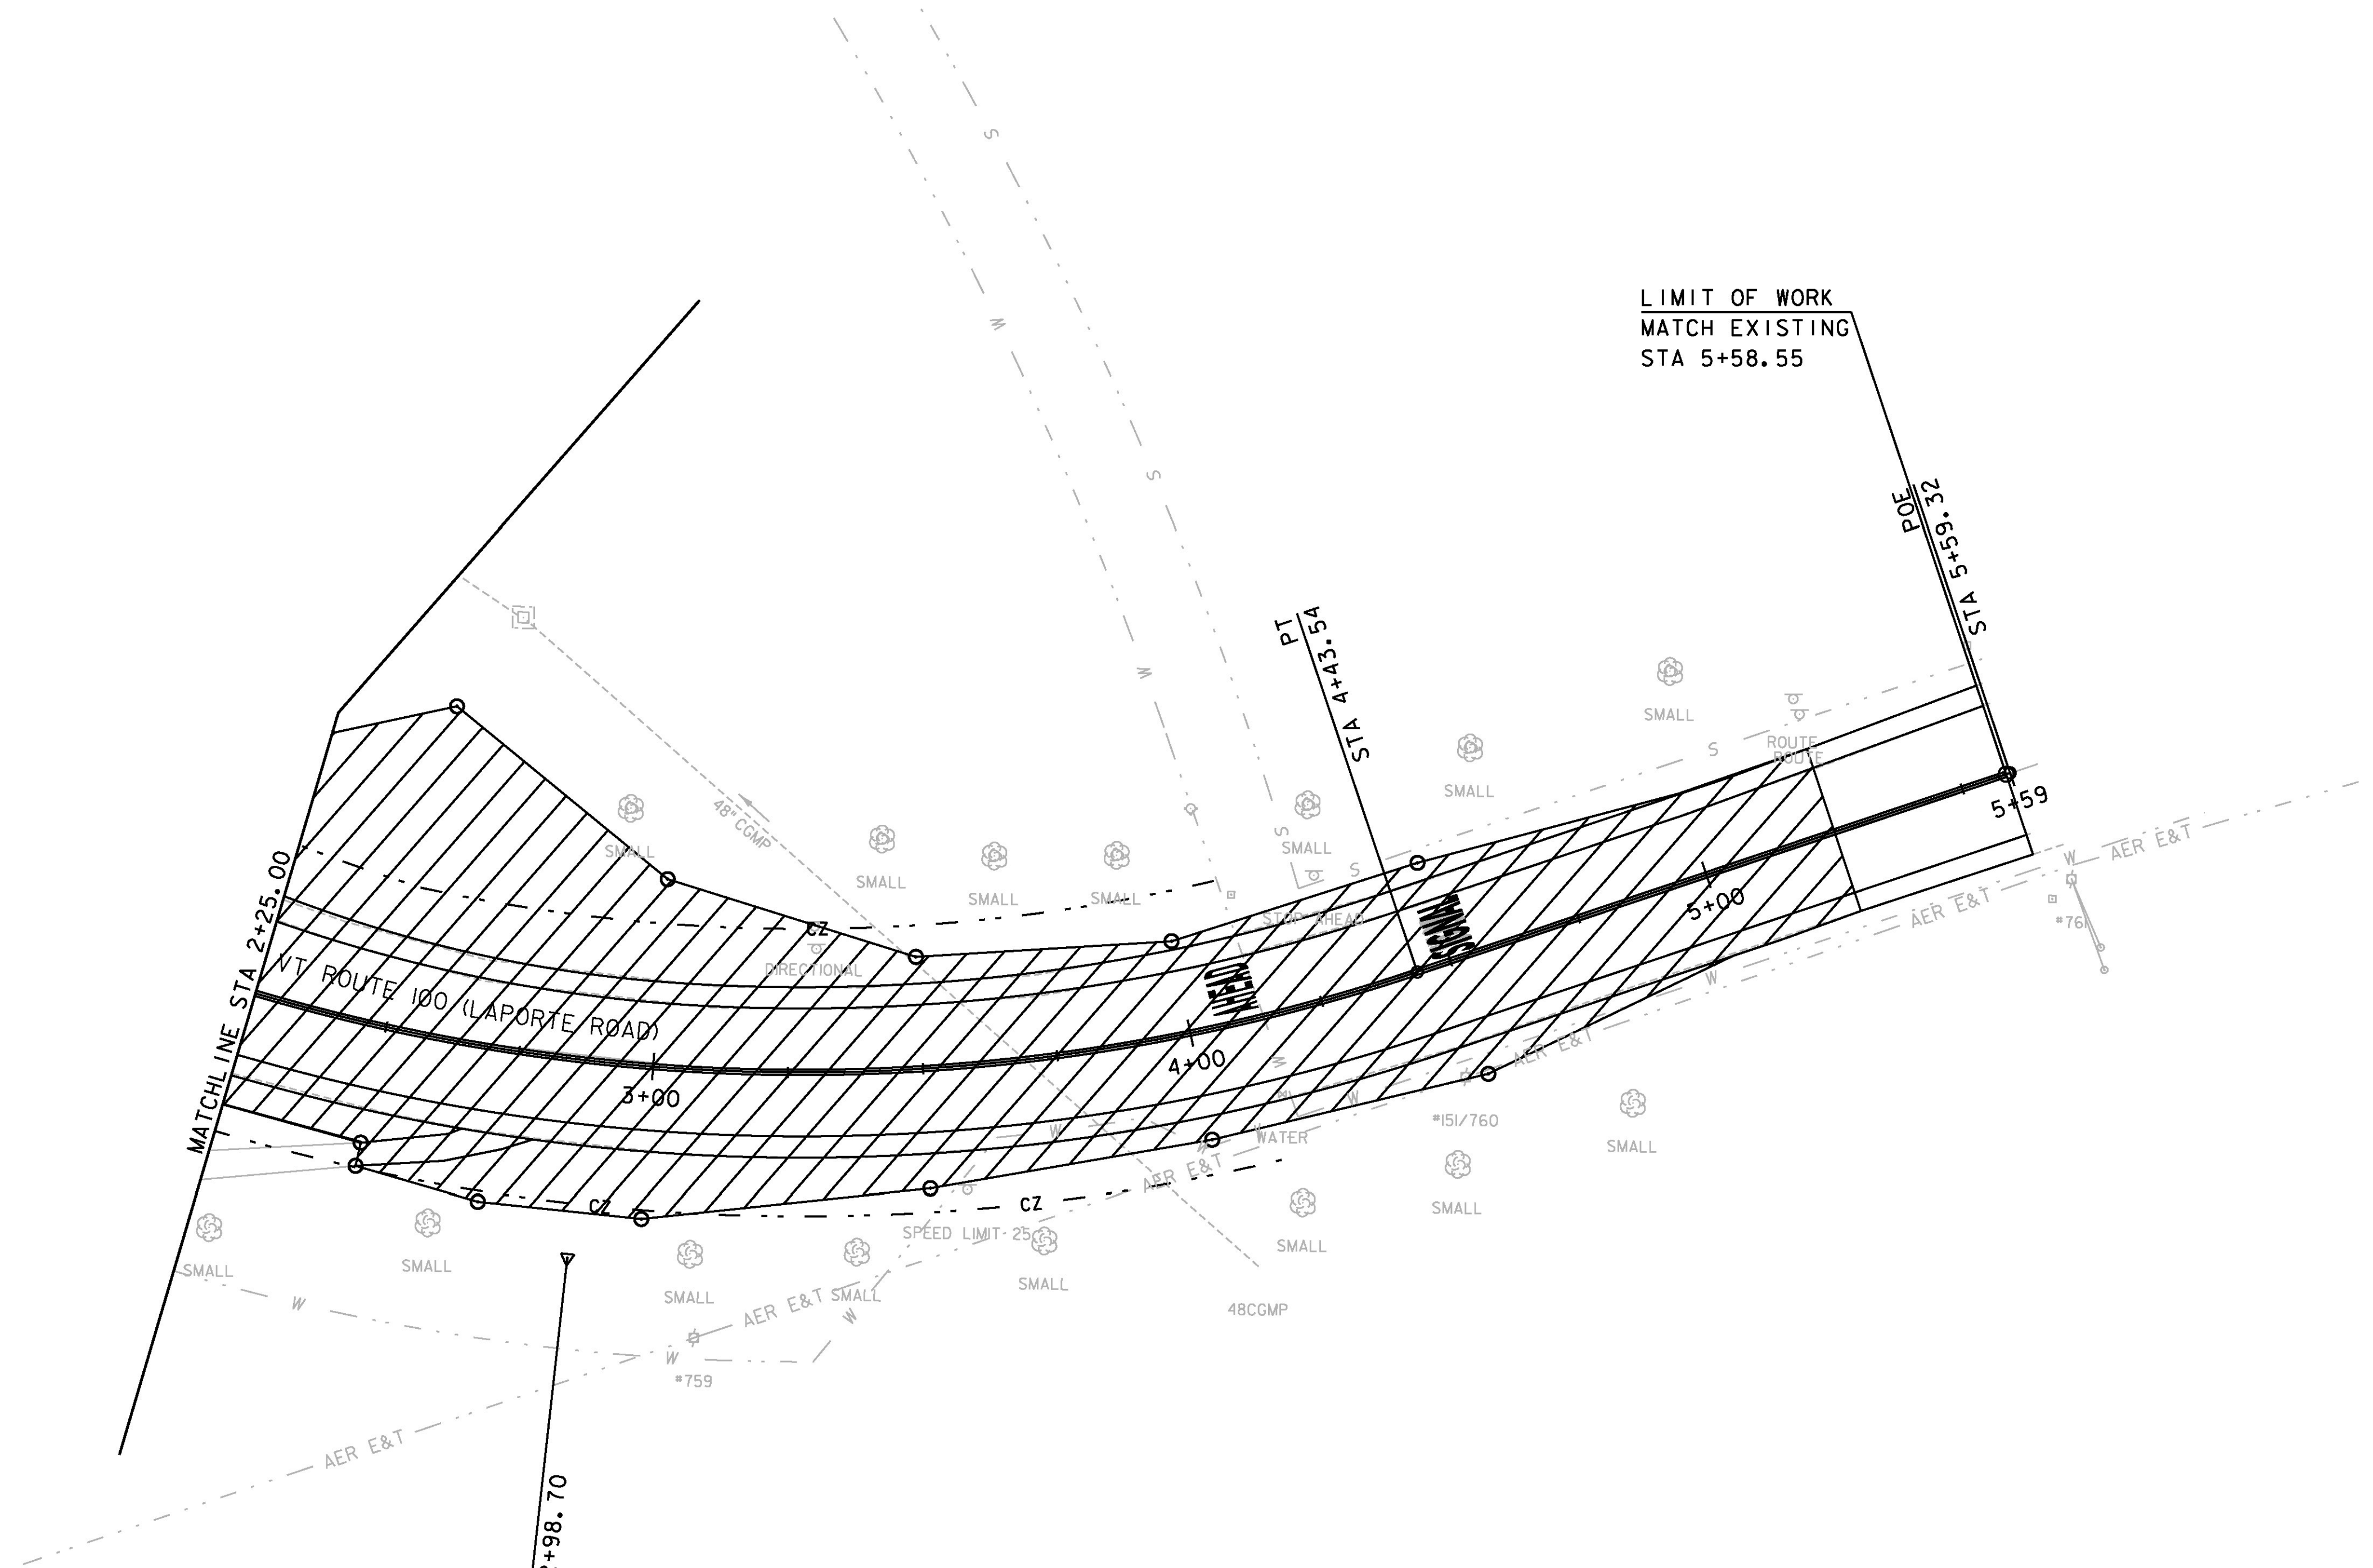 S
W
LIMIT OF WORK
MATCH EXISTING
STA 5+58.55
S
POE
STA 5+59.32
PT
STA 4+43.54
W
SMALL
SMALL
S
ROUTE
ROUTE
SMALL
5+59
48" CGMP
SMALL
SMALL
S
SMALL
S
SMALL
SMALL
W
AER E&T
AER E&T
MATCHLINE STA 2+25.00
CZ
STOP AHEAD
SIGNAL
5+00
DIRECTIONAL
AHEAD
W
VT ROUTE 100 (LAPORTE ROAD)
3+00
4+00
W
AER E&T
W
#151/760
W
WATER
SMALL
AER E&T
CZ
CZ
SMALL
SPEED LIMIT 25
SMALL
SMALL
SMALL
SMALL
SMALL
SMALL
SMALL
W
AER E&T
W
48CGMP
W
#759
AER E&T
+98.70